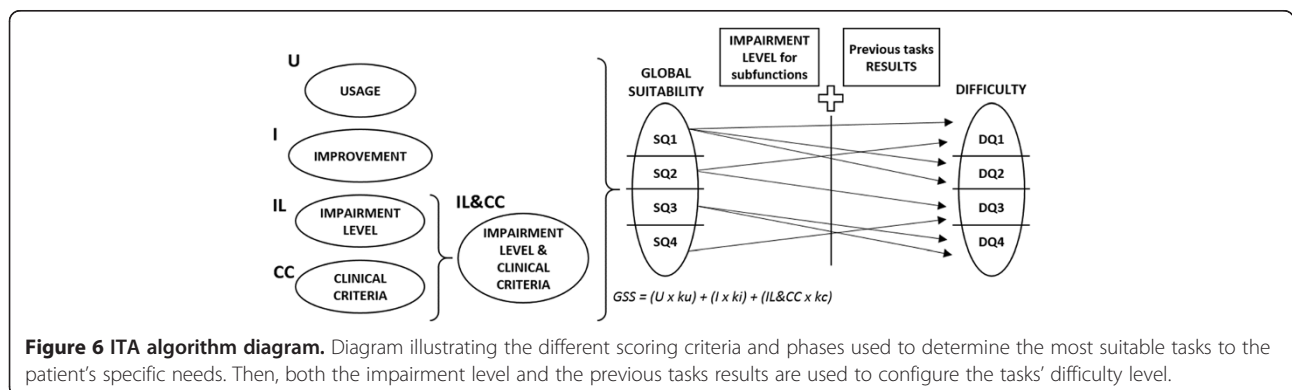 U
USAGE
I
IMPROVEMENT
IL
IMPAIRMENT
LEVEL
CC
CLINICAL
CRITERIA
IL&CC
IMPAIRMENT
LEVEL &
CLINICAL
CRITERIA
GLOBAL
SUITABILITY
SQ1
SQ2
SQ3
SQ4
IMPAIRMENT
LEVEL for
subfunctions
Previous tasks
RESULTS
DIFFICULTY
DQ1
DQ2
DQ3
DQ4
GSS = (U x ku) + (I x ki) + (IL&CC x kc)
Figure 6 ITA algorithm diagram. Diagram illustrating the different scoring criteria and phases used to determine the most suitable tasks to the
patient's specific needs. Then, both the impairment level and the previous tasks results are used to configure the tasks' difficulty level.